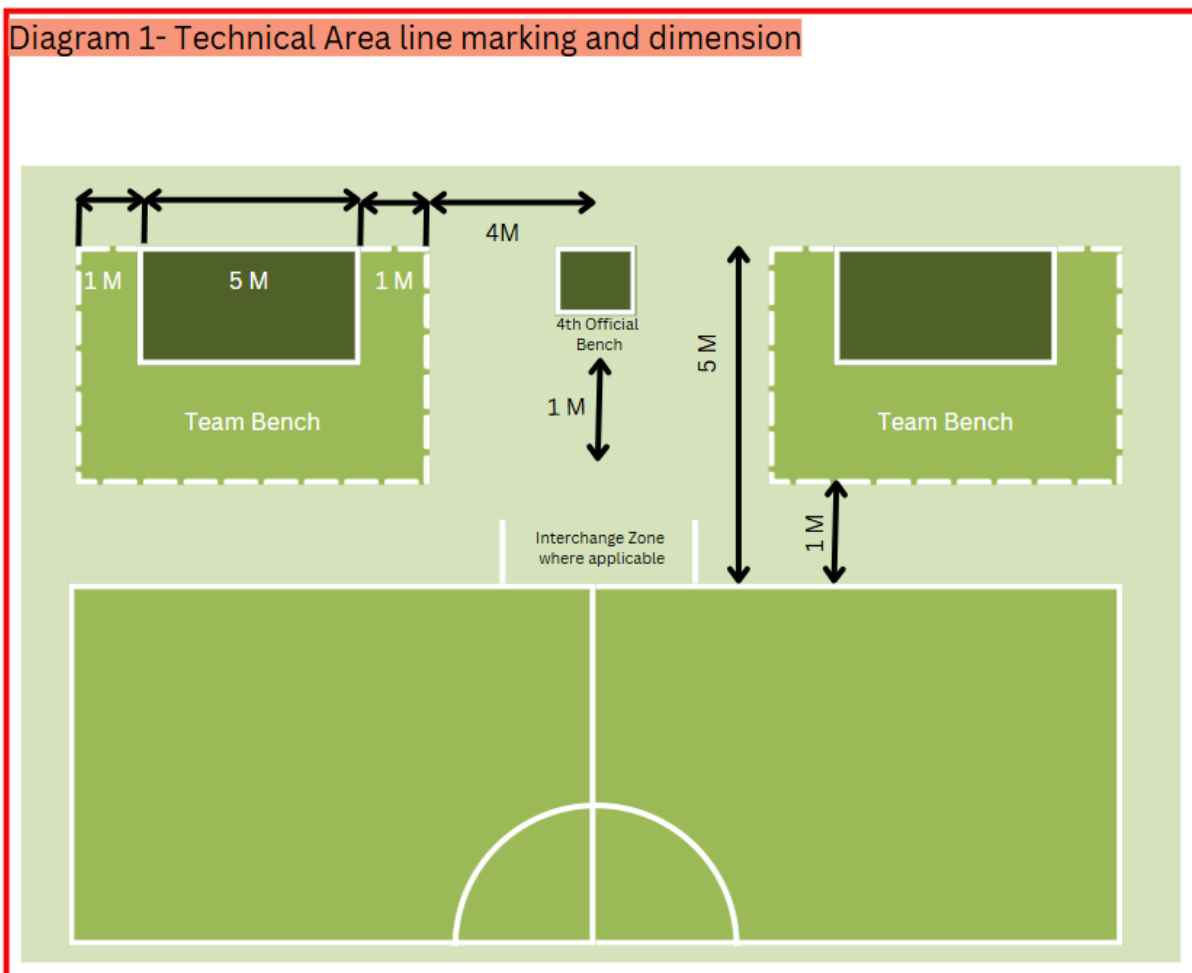 Diagram 1- Technical Area line marking and dimension
4M
1 M
5 M
1 M
4th Official
Bench
5 M
1 M
Team Bench
Team Bench
1 M
Interchange Zone
where applicable